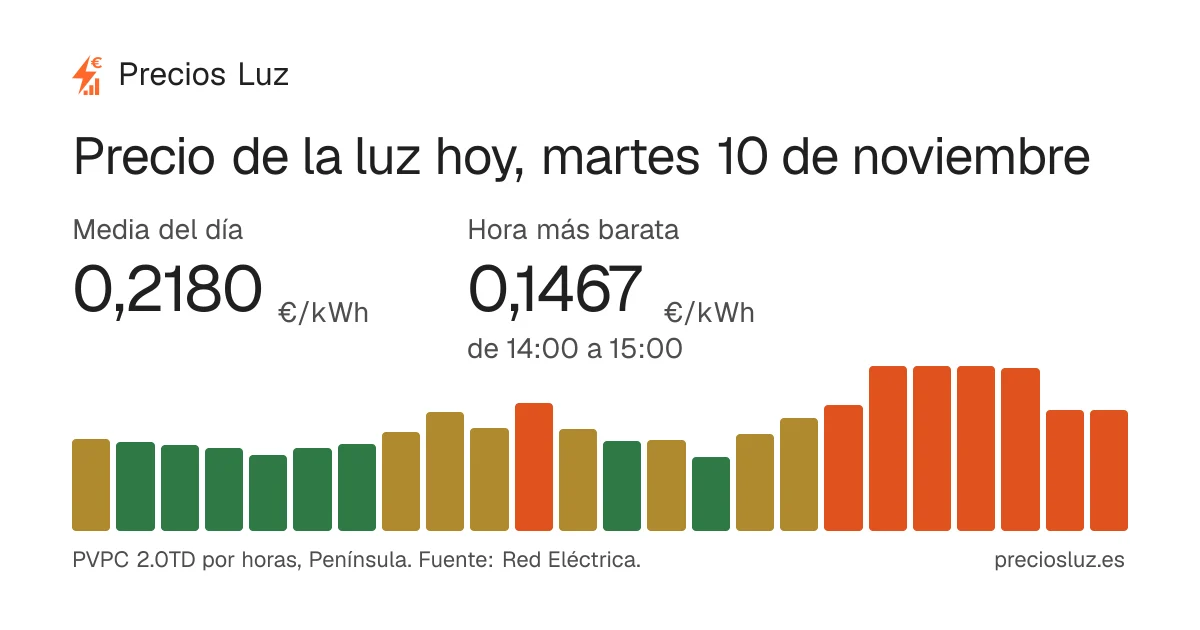 Precios Luz
Precio de la luz hoy, martes 10 de noviembre
Media del día
0,2180 €/kWh
Hora más barata
0,1467 €/kWh
de 14:00 a 15:00
PVPC 2.0TD por horas, Península. Fuente: Red Eléctrica.
preciosluz.es